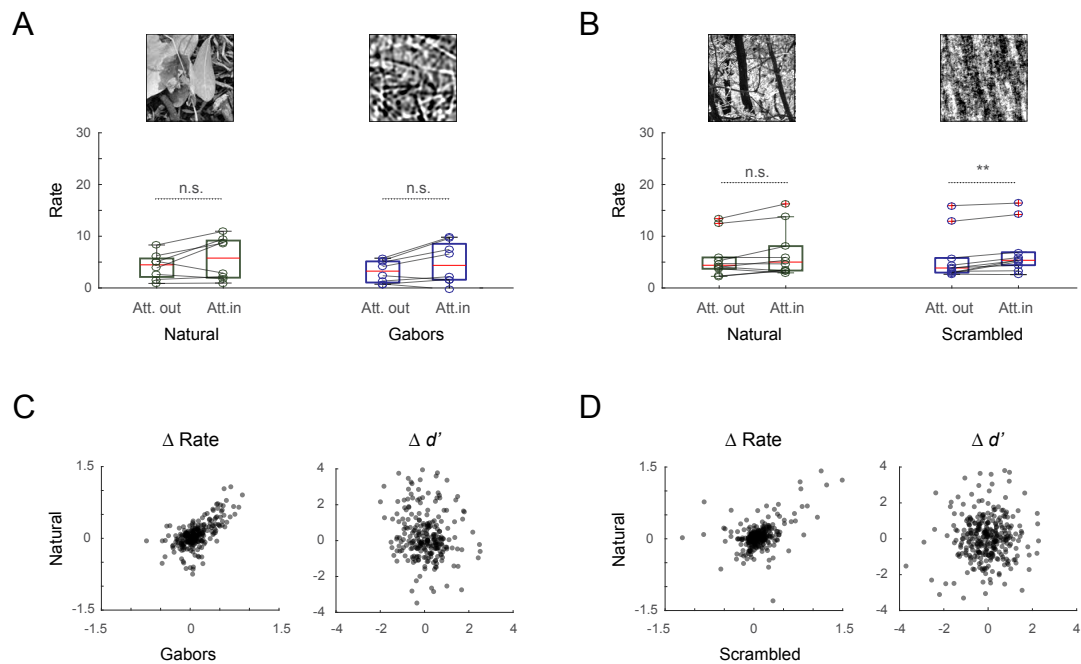 A
B
30
20
10
0
Rate
n.s.
n.s.
Att. out
Att.in
Att. out
Att.in
Natural
Gabors
30
20
10
0
Rate
n.s.
**
Att. out
Att.in
Att. out
Att.in
Natural
Scrambled
C
D
Δ Rate
Δ d'
1.5
0
-1.5
Natural
-1.5
0
1.5
Gabors
4
2
0
-2
-4
-4
-2
0
2
4
Δ Rate
Δ d'
1.5
0
-1.5
Natural
-1.5
0
1.5
Scrambled
4
2
0
-2
-4
-4
-2
0
2
4